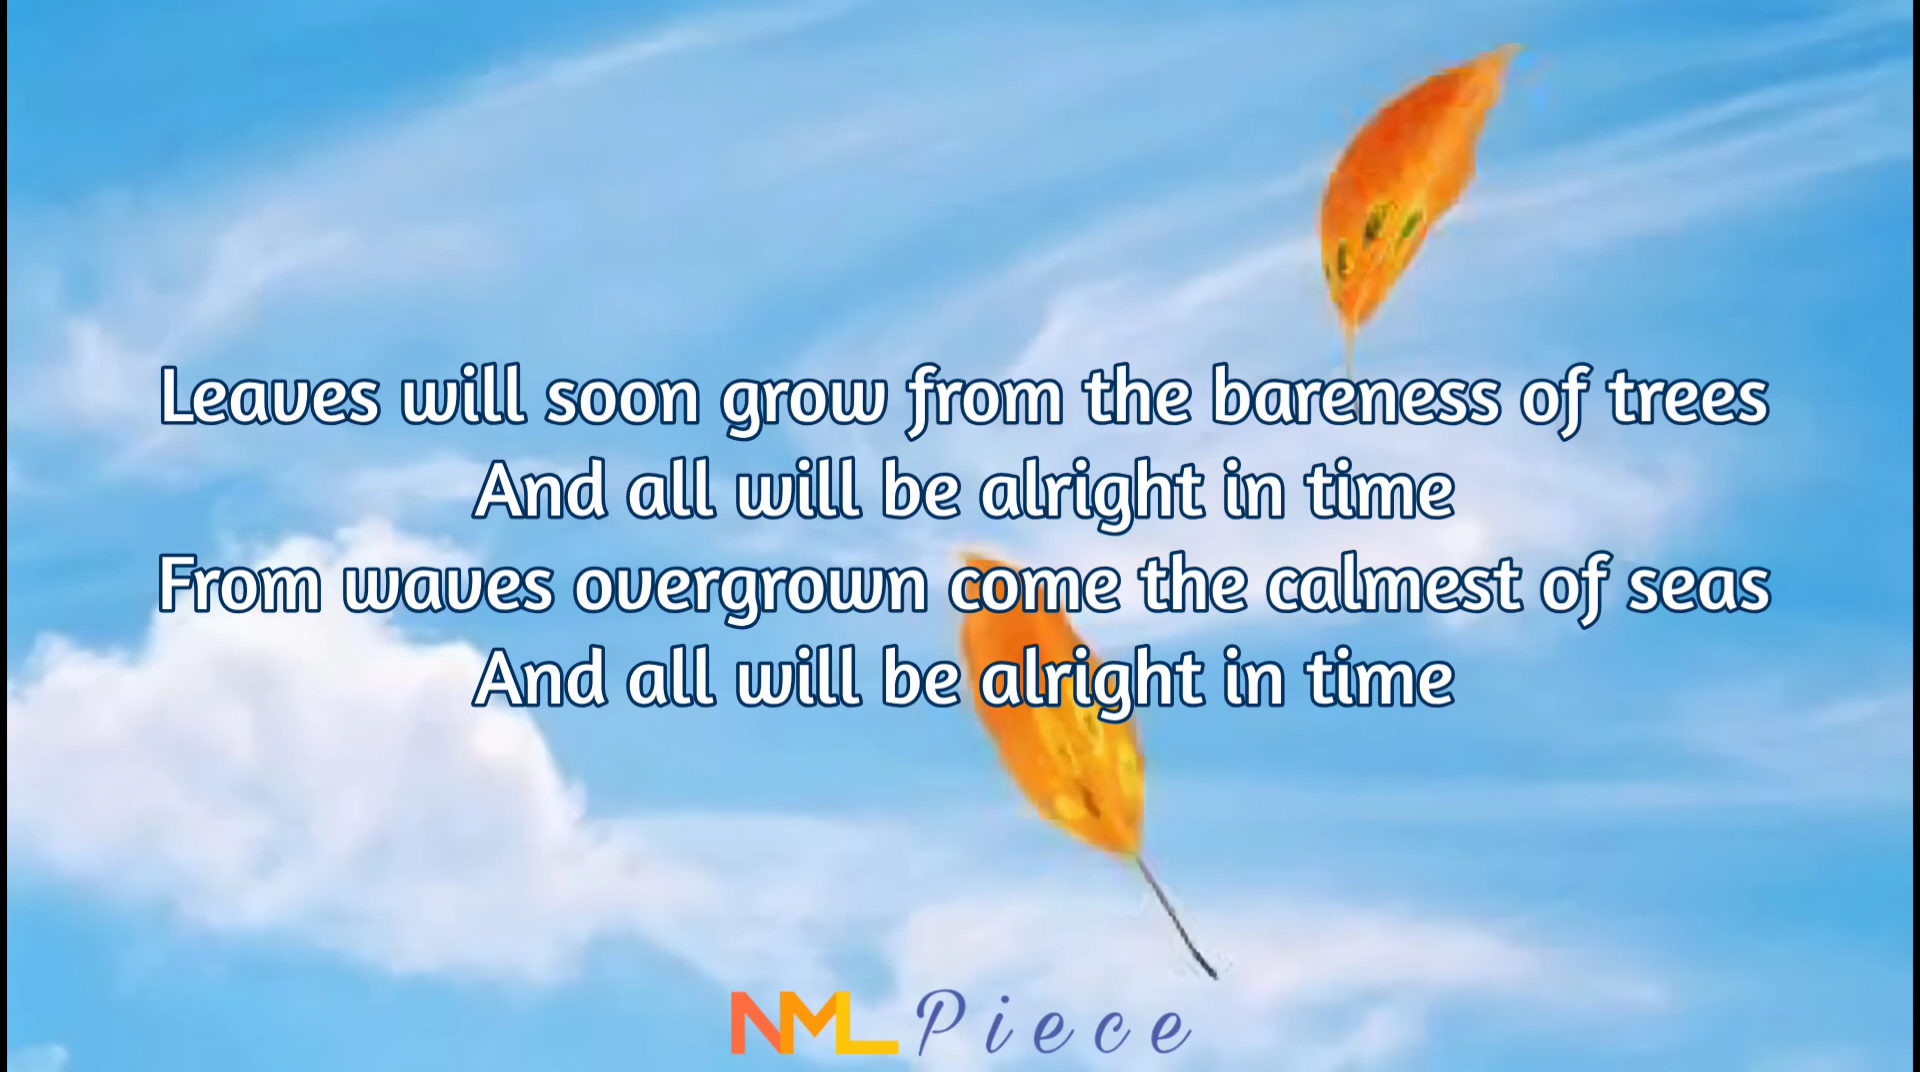 Leaves will soon grow from the bareness of trees
And all will be alright in time
From waves overgrown come the calmest of seas
And all will be alright in time
NML Piece